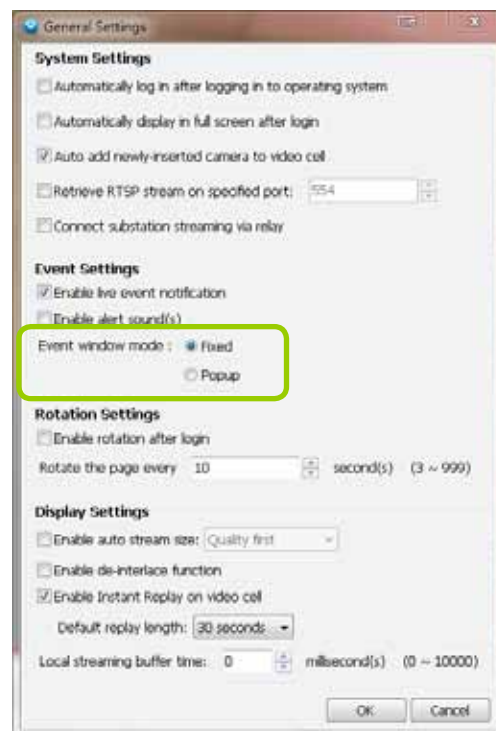 General Settings
System Settings
Automatically log in after logging in to operating system
Automatically display in full screen after login
Auto add newly-inserted camera to video cell
Retrieve RTSP stream on specified port: 554
Connect substation streaming via relay
Event Settings
Enable live event notification
Enable alert sound(s)
Event window mode : Fixed
Popup
Rotation Settings
Enable rotation after login
Rotate the page every 10 second(s) (3 ~ 999)
Display Settings
Enable auto stream size: Quality first
Enable de-interlace function
Enable Instant Replay on video cell
Default replay length: 30 seconds
Local streaming buffer time: 0 millisecond(s) (0 ~ 10000)
OK Cancel